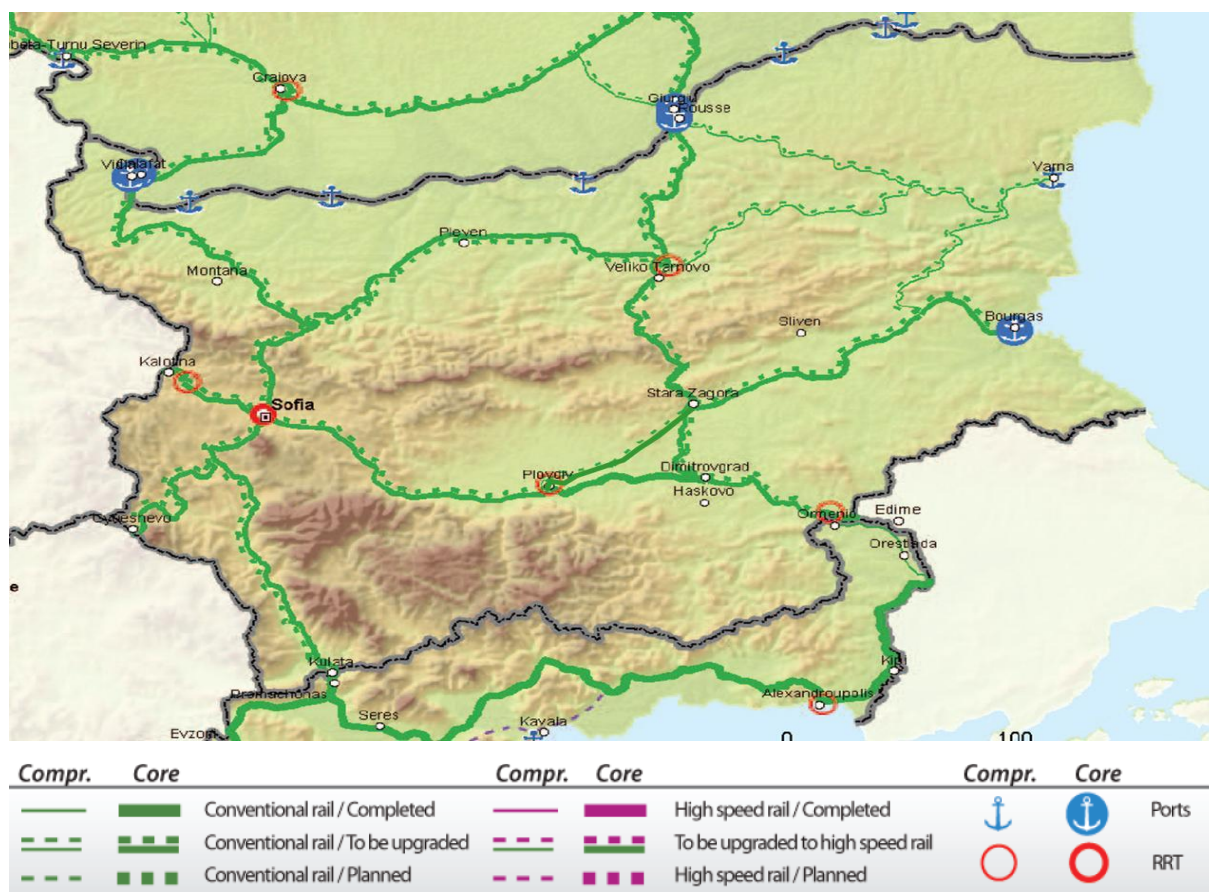 beta-Turnu Severin
Craiova
Giurgiu
Rousse
Vidin
Calafat
Varna
Pleven
Montana
Veliko Tarnovo
Sliven
Bourgas
Kalotina
Sofia
Stara Zagora
Plovdiv
Dimitrovgrad
Haskovo
Ormenio
Edirne
Gyueshevo
Orestiada
e
Kulata
Kipi
Promachonas
Alexandroupolis
Seres
Kavala
Evzoni
0 100
Compr. Core Compr. Core Compr. Core
Conventional rail / Completed High speed rail / Completed Ports
Conventional rail / To be upgraded To be upgraded to high speed rail
Conventional rail / Planned High speed rail / Planned RRT